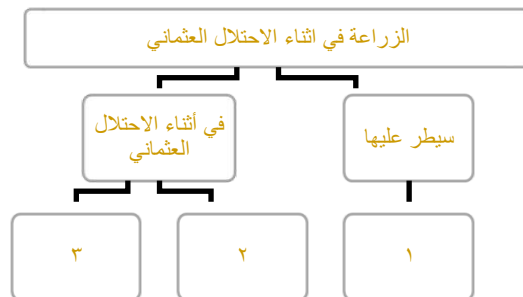 الزراعة في اثناء الاحتلال العثماني
سيطر عليها
في أثناء الاحتلال
العثماني
١
٢
٣